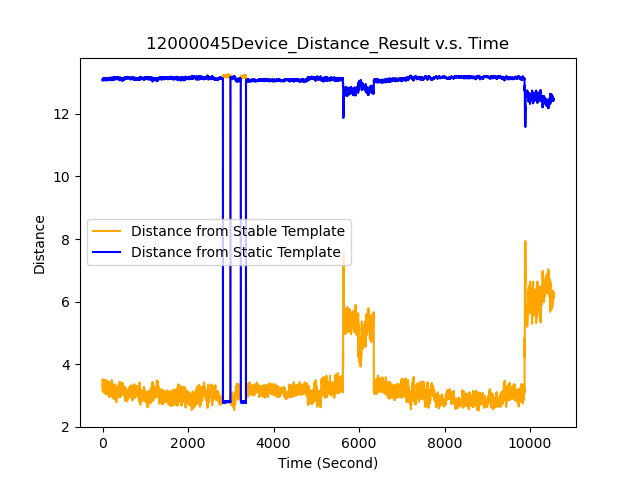 12000045Device_Distance_Result v.s. Time
12
10
8
6
4
2
Distance
Distance from Stable Template
Distance from Static Template
0 2000 4000 6000 8000 10000
Time (Second)